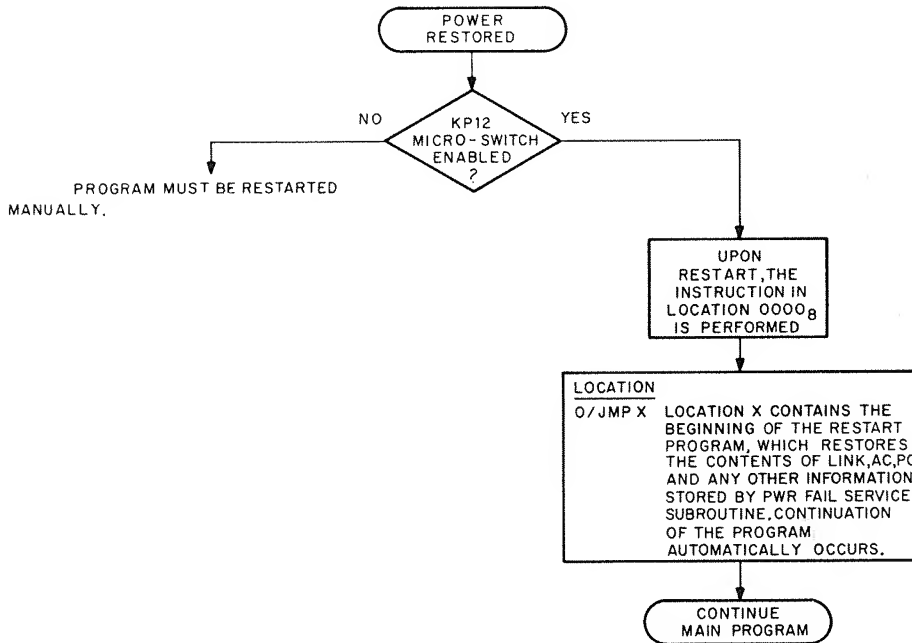 POWER
RESTORED
NO
KP12
MICRO-SWITCH
ENABLED
?
YES
PROGRAM MUST BE RESTARTED
MANUALLY.
UPON
RESTART, THE
INSTRUCTION IN
LOCATION 0000₈
IS PERFORMED
LOCATION
0/JMP X LOCATION X CONTAINS THE
BEGINNING OF THE RESTART
PROGRAM, WHICH RESTORES
THE CONTENTS OF LINK,AC,PC
AND ANY OTHER INFORMATION
STORED BY PWR FAIL SERVICE
SUBROUTINE.CONTINUATION
OF THE PROGRAM
AUTOMATICALLY OCCURS.
CONTINUE
MAIN PROGRAM